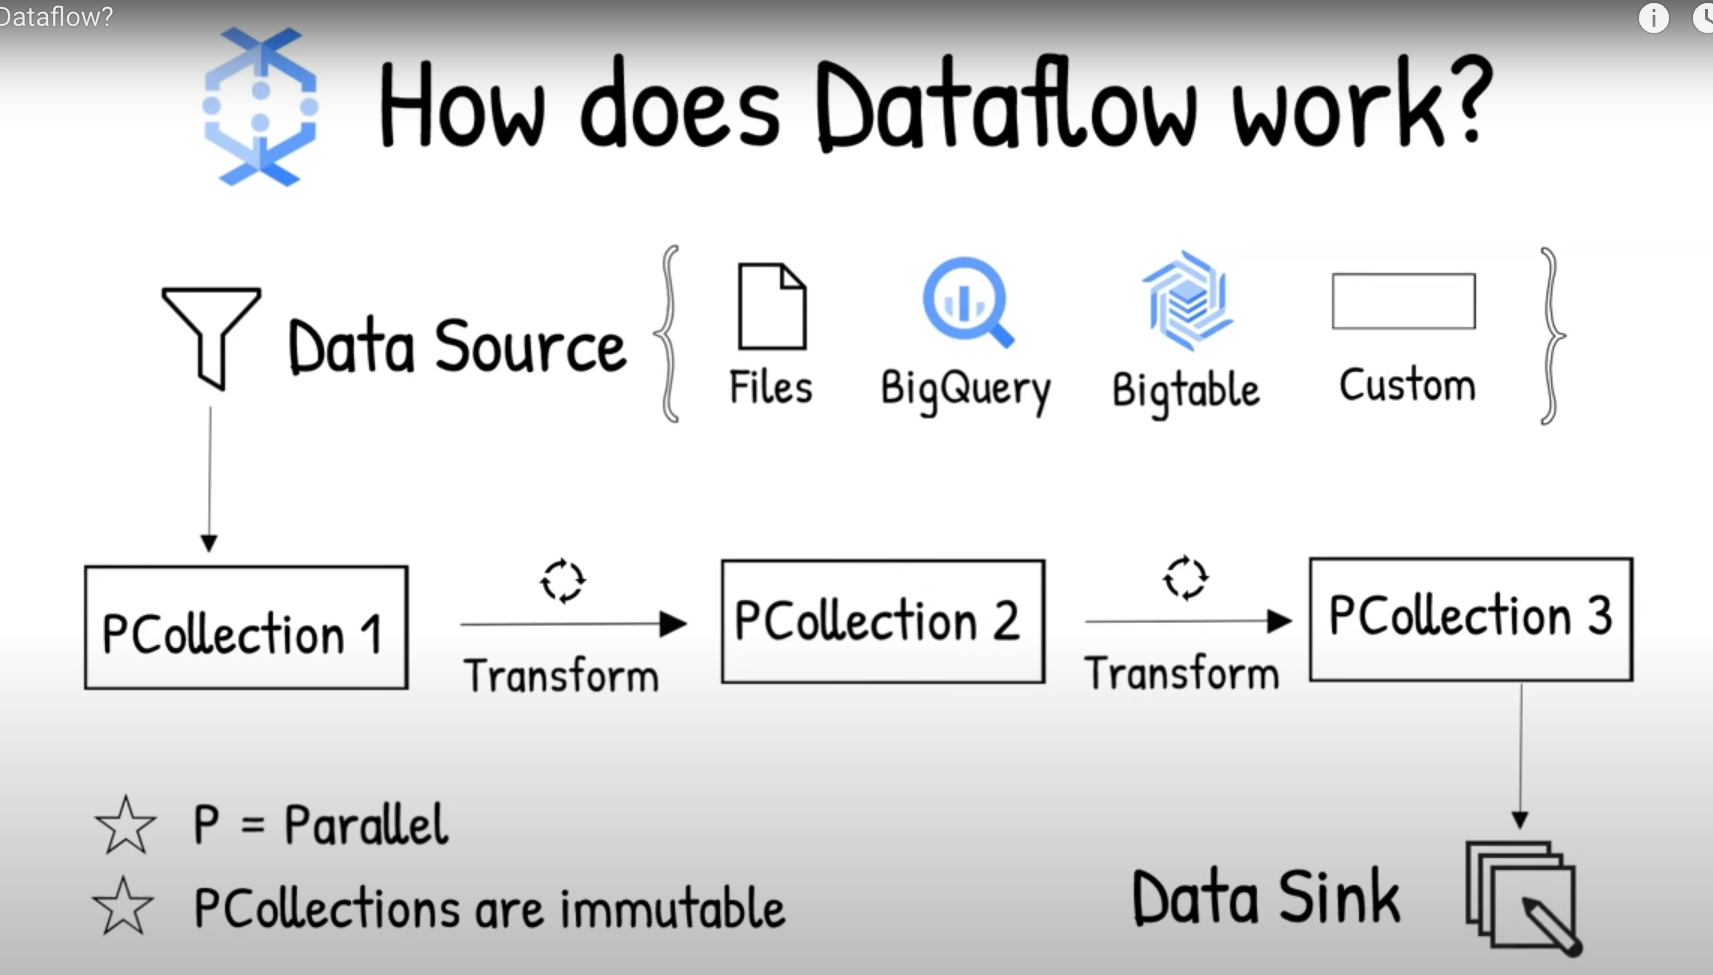 Dataflow?
How does Dataflow work?
Data Source
Files
BigQuery
Bigtable
Custom
PCollection 1
Transform
PCollection 2
Transform
PCollection 3
P = Parallel
PCollections are immutable
Data Sink